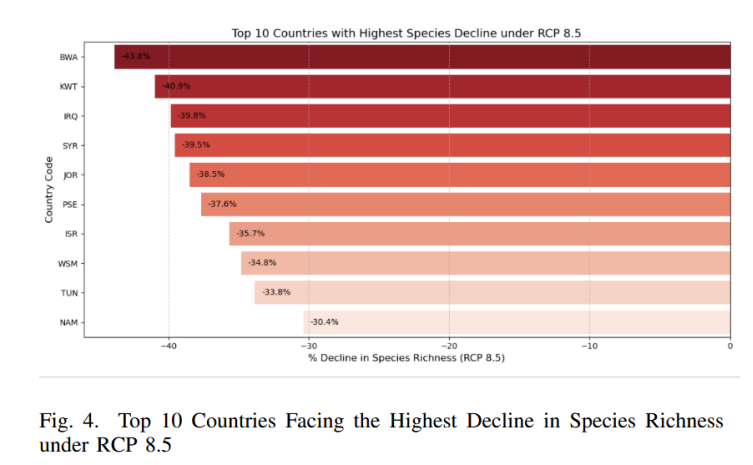 Top 10 Countries with Highest Species Decline under RCP 8.5
Country Code
BWA -43.8%
KWT -40.9%
IRQ -39.8%
SYR -39.5%
JOR -38.5%
PSE -37.6%
ISR -35.7%
WSM -34.8%
TUN -33.8%
NAM -30.4%
−40 −30 −20 −10 0
% Decline in Species Richness (RCP 8.5)
Fig. 4. Top 10 Countries Facing the Highest Decline in Species Richness
under RCP 8.5